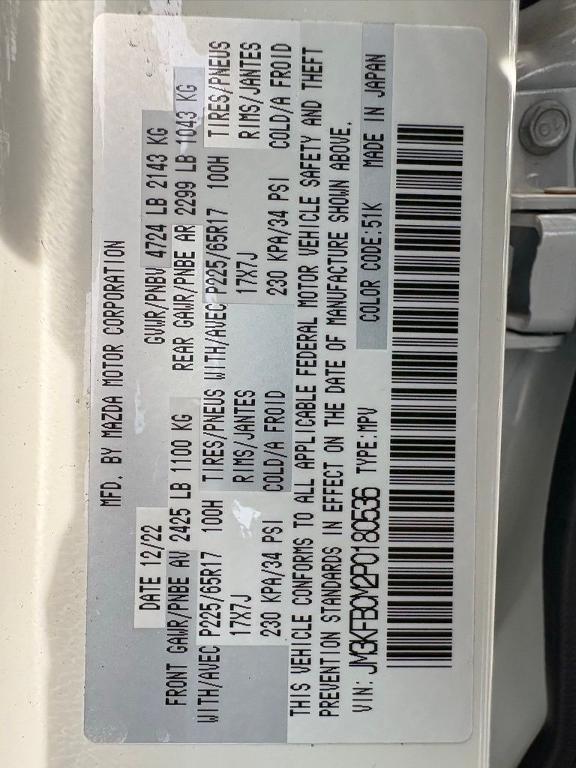 MFD. BY MAZDA MOTOR CORPORATION
DATE 12/22 GVWR/PNBV 4724 LB 2143 KG
FRONT GAWR/PNBE AV 2425 LB 1100 KG REAR GAWR/PNBE AR 2299 LB 1043 KG
WITH/AVEC P225/65R17 100H TIRES/PNEUS WITH/AVEC P225/65R17 100H TIRES/PNEUS
17X7J RIMS/JANTES 17X7J RIMS/JANTES
230 KPA/34 PSI COLD/A FROID 230 KPA/34 PSI COLD/A FROID
THIS VEHICLE CONFORMS TO ALL APPLICABLE FEDERAL MOTOR VEHICLE SAFETY AND THEFT
PREVENTION STANDARDS IN EFFECT ON THE DATE OF MANUFACTURE SHOWN ABOVE.
VIN: JM3KFBCM2P0180536 TYPE:MPV COLOR CODE:51K MADE IN JAPAN